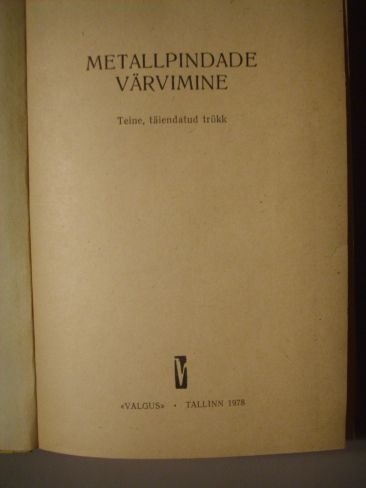 METALLPINDADE
VÄRVIMINE
Teine, täiendatud trükk
V
«VALGUS» · TALLINN 1978